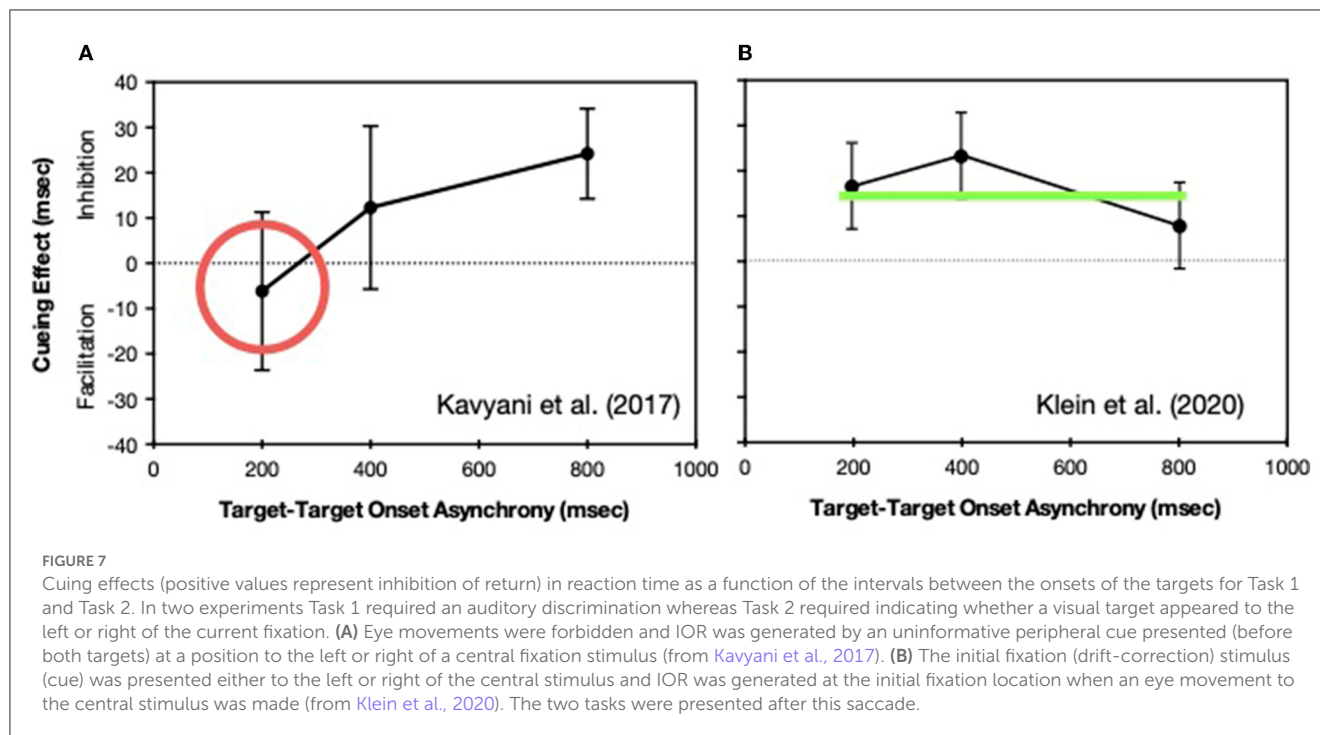 A
B
40
30
20
10
0
-10
-20
-30
-40
Cueing Effect (msec)
Inhibition
Facilitation
Kavyani et al. (2017)
Klein et al. (2020)
0 200 400 600 800 1000
0 200 400 600 800 1000
Target-Target Onset Asynchrony (msec)
Target-Target Onset Asynchrony (msec)
FIGURE 7
Cuing effects (positive values represent inhibition of return) in reaction time as a function of the intervals between the onsets of the targets for Task 1
and Task 2. In two experiments Task 1 required an auditory discrimination whereas Task 2 required indicating whether a visual target appeared to the
left or right of the current fixation. (A) Eye movements were forbidden and IOR was generated by an uninformative peripheral cue presented (before
both targets) at a position to the left or right of a central fixation stimulus (from Kavyani et al., 2017). (B) The initial fixation (drift-correction) stimulus
(cue) was presented either to the left or right of the central stimulus and IOR was generated at the initial fixation location when an eye movement to
the central stimulus was made (from Klein et al., 2020). The two tasks were presented after this saccade.